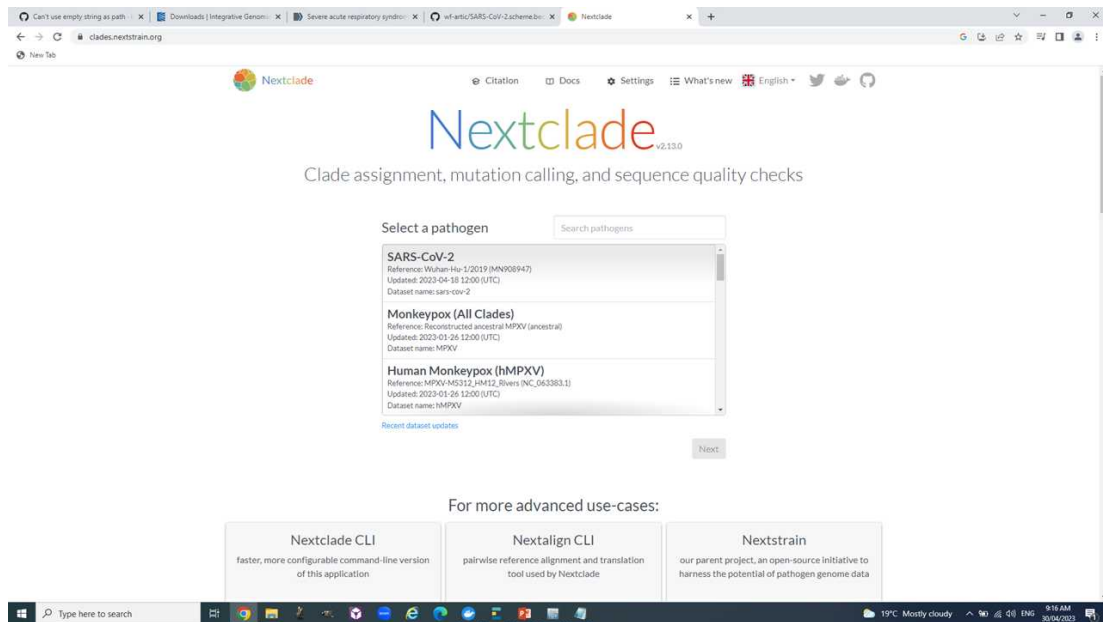 Can't use empty string as path
Downloads | Integrative Genomi
Severe acute respiratory syndrom
wf-artic/SARS-CoV-2.scheme.be
Nextclade
clades.nextstrain.org
New Tab
Nextclade
Citation
Docs
Settings
What's new
English
Nextclade v2.13.0
Clade assignment, mutation calling, and sequence quality checks
Select a pathogen
Search pathogens
SARS-CoV-2
Reference: Wuhan-Hu-1/2019 (MN908947)
Updated: 2023-04-18 12:00 (UTC)
Dataset name: sars-cov-2
Monkeypox (All Clades)
Reference: Reconstructed ancestral MPXV (ancestral)
Updated: 2023-01-26 12:00 (UTC)
Dataset name: MPXV
Human Monkeypox (hMPXV)
Reference: MPXV-M5312_HM12_Rivers (NC_063383.1)
Updated: 2023-01-26 12:00 (UTC)
Dataset name: hMPXV
Recent dataset updates
Next
For more advanced use-cases:
Nextclade CLI
faster, more configurable command-line version
of this application
Nextalign CLI
pairwise reference alignment and translation
tool used by Nextclade
Nextstrain
our parent project, an open-source initiative to
harness the potential of pathogen genome data
Type here to search
19°C Mostly cloudy
ENG
9:16 AM
30/04/2023